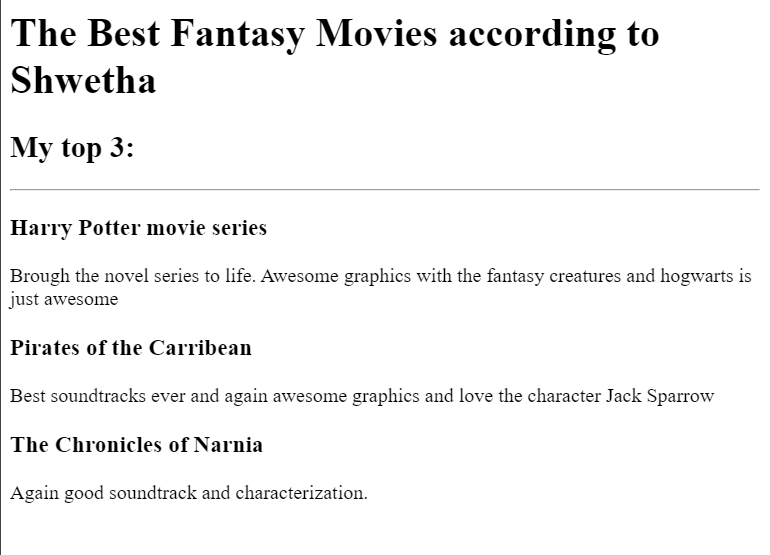 The Best Fantasy Movies according to
Shwetha
My top 3:
Harry Potter movie series
Brough the novel series to life. Awesome graphics with the fantasy creatures and hogwarts is
just awesome
Pirates of the Carribean
Best soundtracks ever and again awesome graphics and love the character Jack Sparrow
The Chronicles of Narnia
Again good soundtrack and characterization.